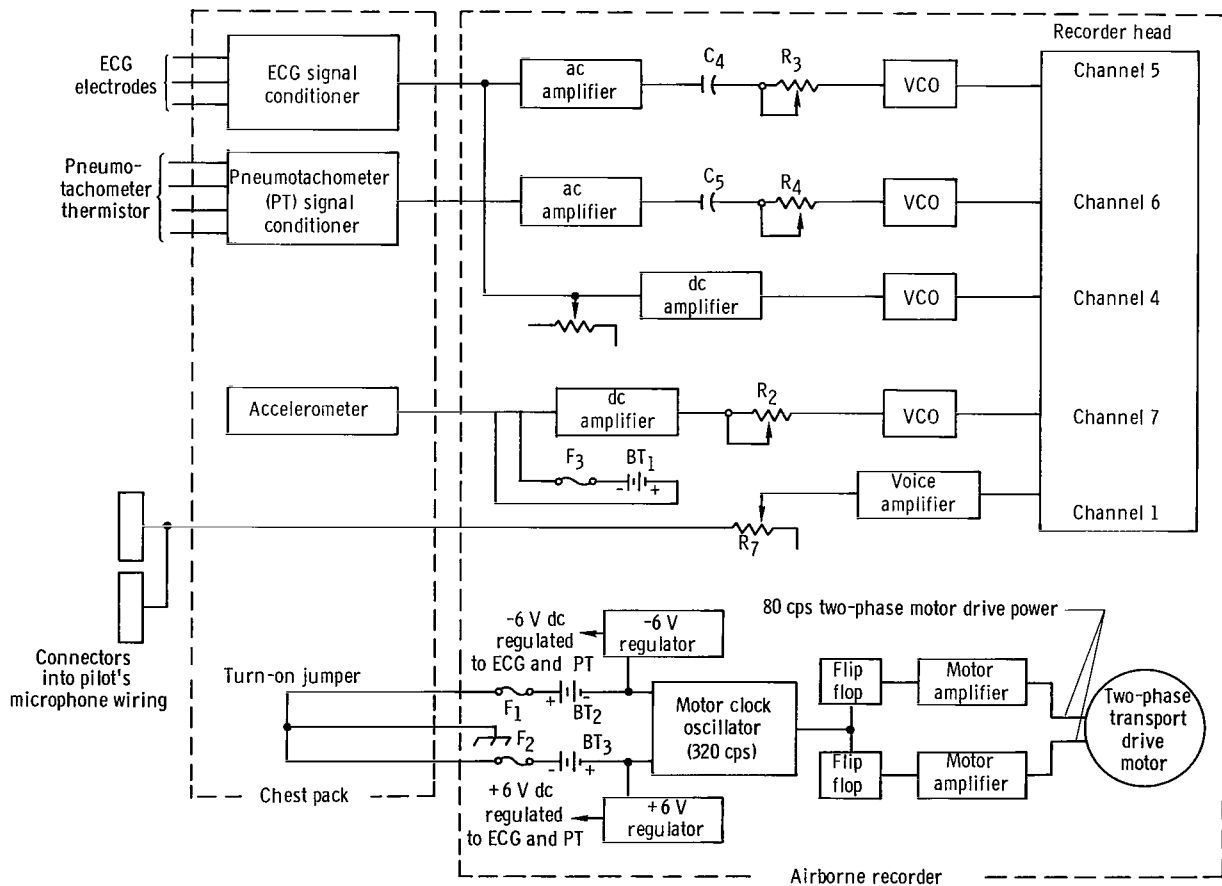 Recorder head
ECG
electrodes
ECG signal
conditioner
ac
amplifier
C4
R3
VCO
Channel 5
Pneumo-
tachometer
thermistor
Pneumotachometer
(PT) signal
conditioner
ac
amplifier
C5
R4
VCO
Channel 6
dc
amplifier
VCO
Channel 4
Accelerometer
dc
amplifier
R2
VCO
Channel 7
F3
BT1
- +
Voice
amplifier
Channel 1
R7
Connectors
into pilot's
microphone wiring
80 cps two-phase motor drive power
-6 V dc
regulated
to ECG and PT
-6 V
regulator
Turn-on jumper
F1
+ -
BT2
F2
BT3
- +
Motor clock
oscillator
(320 cps)
Flip
flop
Motor
amplifier
Two-phase
transport
drive
motor
Flip
flop
Motor
amplifier
+6 V dc
regulated
to ECG and PT
+6 V
regulator
Chest pack
Airborne recorder